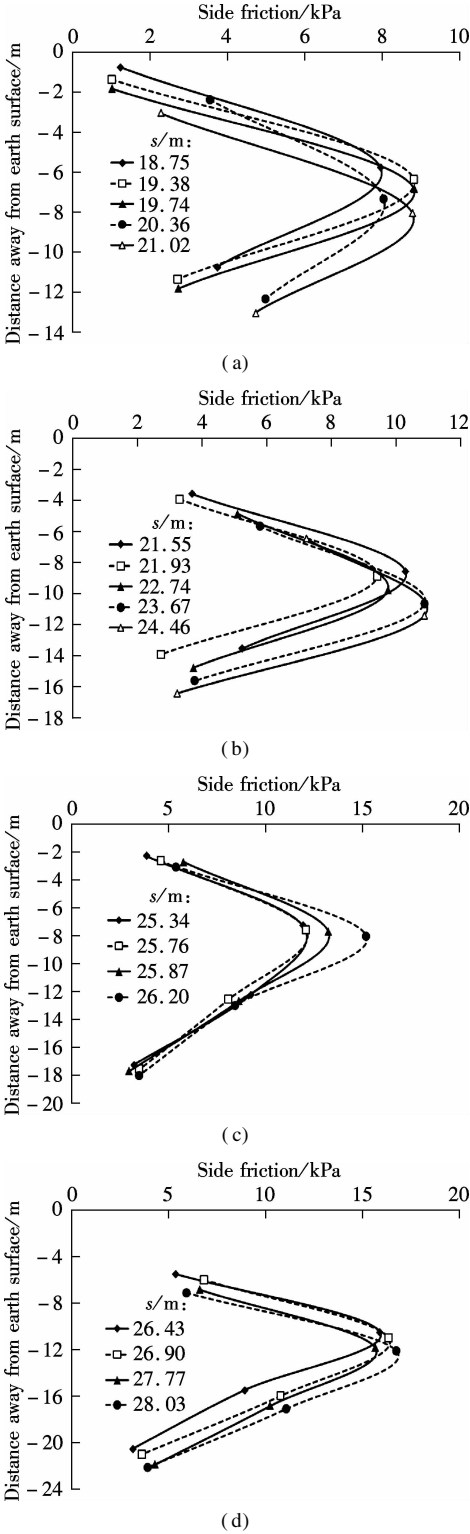 Side friction/kPa
0 2 4 6 8 10
Distance away from earth surface/m
0
−2
−4
−6
−8
−10
−12
−14
s/m:
18.75
19.38
19.74
20.36
21.02
(a)
Side friction/kPa
0 2 4 6 8 10 12
Distance away from earth surface/m
0
−2
−4
−6
−8
−10
−12
−14
−16
−18
s/m:
21.55
21.93
22.74
23.67
24.46
(b)
Side friction/kPa
0 5 10 15 20
Distance away from earth surface/m
0
−2
−4
−6
−8
−10
−12
−14
−16
−18
−20
s/m:
25.34
25.76
25.87
26.20
(c)
Side friction/kPa
0 5 10 15 20
Distance away from earth surface/m
0
−4
−8
−12
−16
−20
−24
s/m:
26.43
26.90
27.77
28.03
(d)